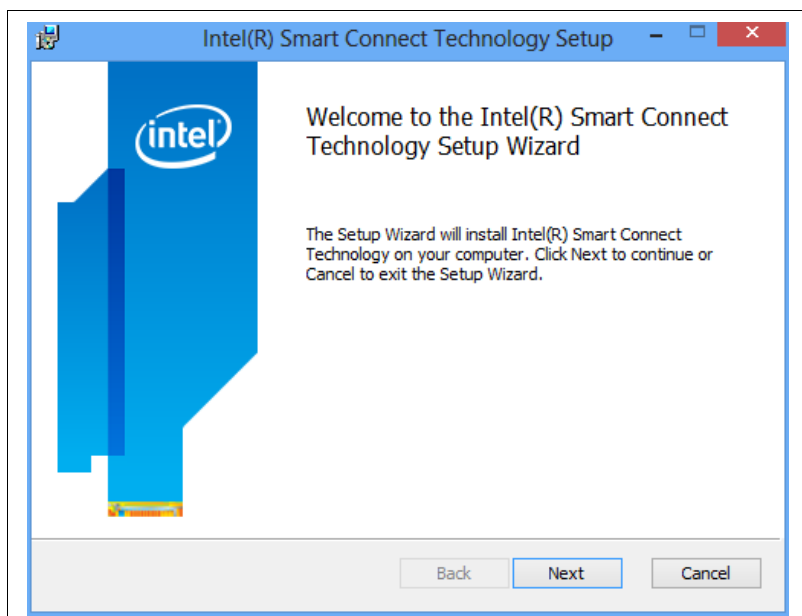 Intel(R) Smart Connect Technology Setup
intel
Welcome to the Intel(R) Smart Connect
Technology Setup Wizard
The Setup Wizard will install Intel(R) Smart Connect
Technology on your computer. Click Next to continue or
Cancel to exit the Setup Wizard.
Back Next Cancel